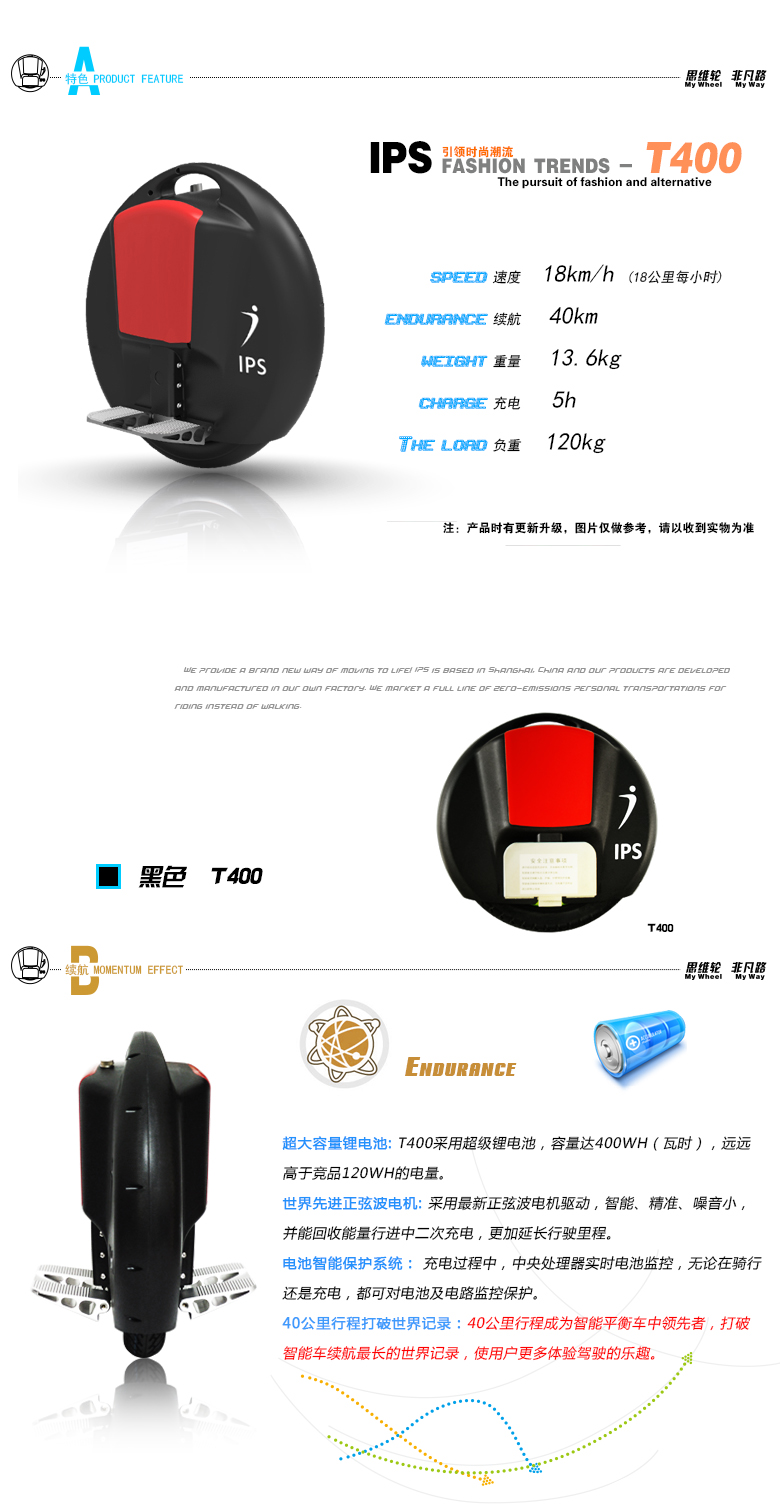 A
特色 PRODUCT FEATURE
思维轮 非凡路
My Wheel My Way
IPS 引领时尚潮流
FASHION TRENDS - T400
The pursuit of fashion and alternative
SPEED 速度 18km/h （18公里每小时）
ENDURANCE 续航 40km
WEIGHT 重量 13.6kg
CHARGE 充电 5h
THE LOAD 负重 120kg
IPS
注：产品时有更新升级，图片仅做参考，请以收到实物为准
WE PROVIDE A BRAND NEW WAY OF MOVING TO LIFE! IPS IS BASED IN SHANGHAI, CHINA AND OUR PRODUCTS ARE DEVELOPED
AND MANUFACTURED IN OUR OWN FACTORY. WE MARKET A FULL LINE OF ZERO-EMISSIONS PERSONAL TRANSPORTATIONS FOR
RIDING INSTEAD OF WALKING.
IPS
安全注意事项
黑色 T400
T400
B
续航 MOMENTUM EFFECT
思维轮 非凡路
My Wheel My Way
ENDURANCE
超大容量锂电池: T400采用超级锂电池，容量达400WH（瓦时），远远
高于竞品120WH的电量。
世界先进正弦波电机: 采用最新正弦波电机驱动，智能、精准、噪音小，
并能回收能量行进中二次充电，更加延长行驶里程。
电池智能保护系统： 充电过程中，中央处理器实时电池监控，无论在骑行
还是充电，都可对电池及电路监控保护。
40公里行程打破世界记录：40公里行程成为智能平衡车中领先者，打破
智能车续航最长的世界记录，使用户更多体验驾驶的乐趣。